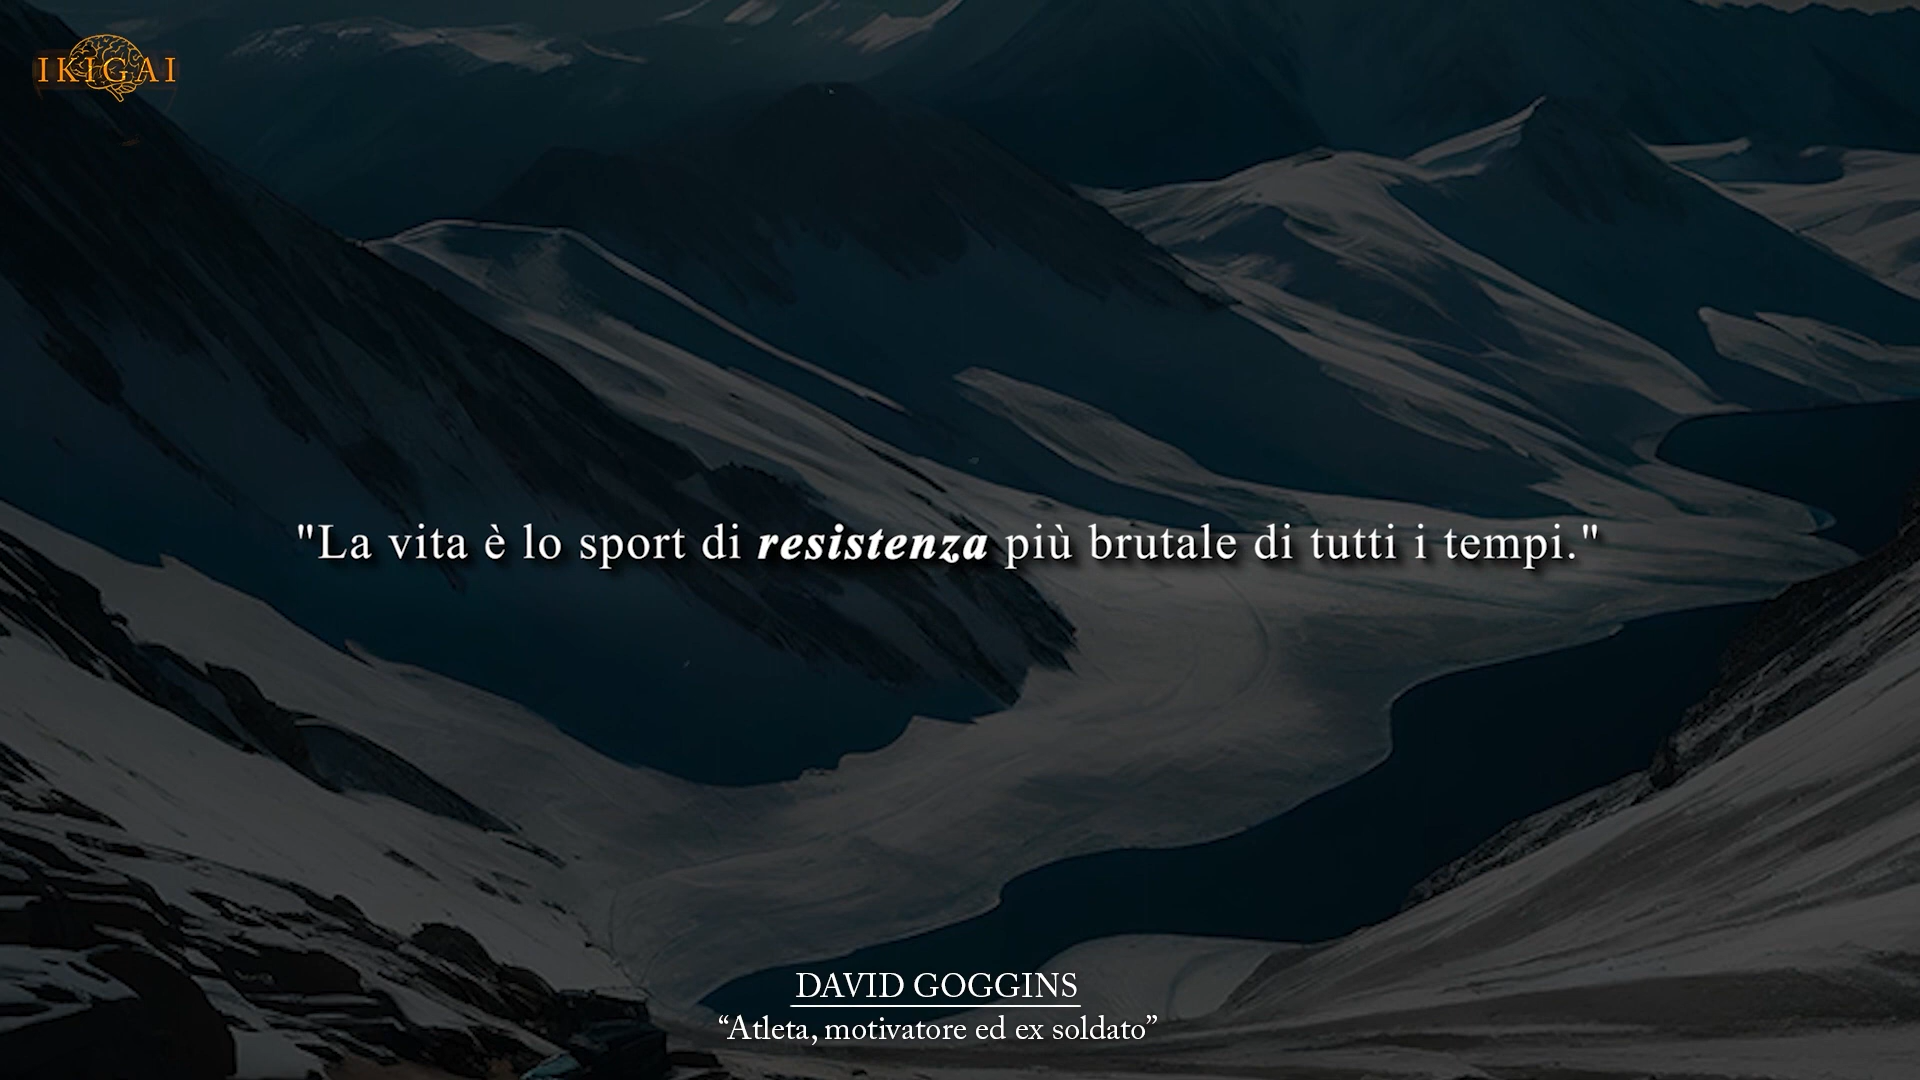 IKIGAI
"La vita è lo sport di resistenza più brutale di tutti i tempi."
DAVID GOGGINS
“Atleta, motivatore ed ex soldato”